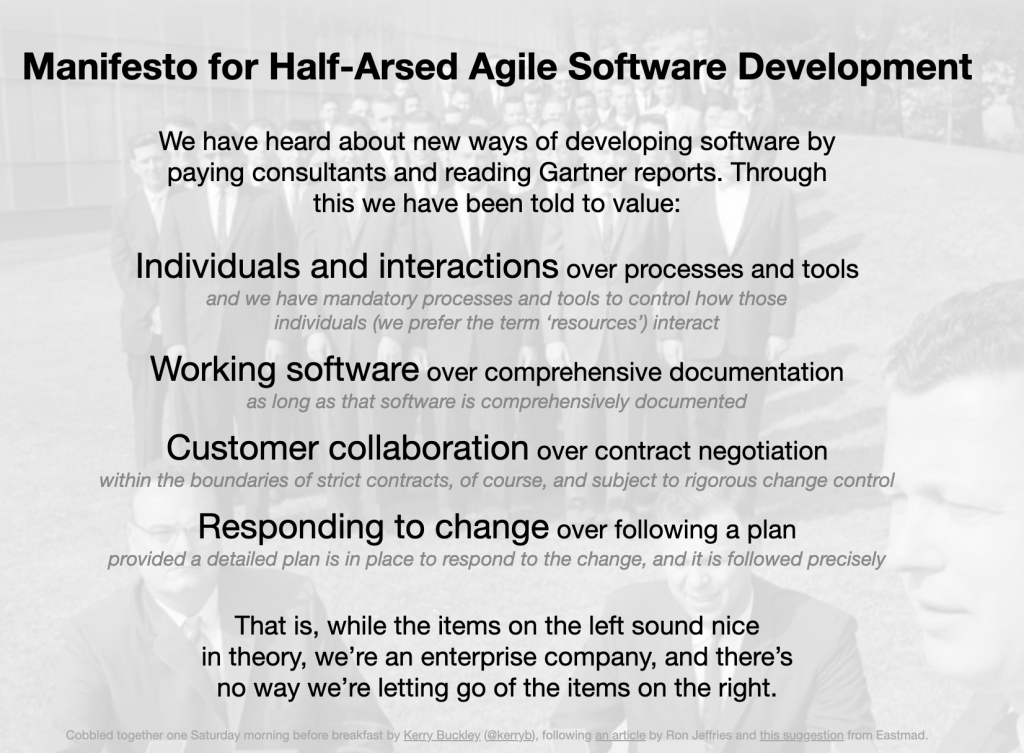 Manifesto for Half-Arsed Agile Software Development
We have heard about new ways of developing software by
paying consultants and reading Gartner reports. Through
this we have been told to value:
Individuals and interactions over processes and tools
and we have mandatory processes and tools to control how those
individuals (we prefer the term ‘resources’) interact
Working software over comprehensive documentation
as long as that software is comprehensively documented
Customer collaboration over contract negotiation
within the boundaries of strict contracts, of course, and subject to rigorous change control
Responding to change over following a plan
provided a detailed plan is in place to respond to the change, and it is followed precisely
That is, while the items on the left sound nice
in theory, we’re an enterprise company, and there’s
no way we’re letting go of the items on the right.
Cobbled together one Saturday morning before breakfast by Kerry Buckley (@kerryb), following an article by Ron Jeffries and this suggestion from Eastmad.